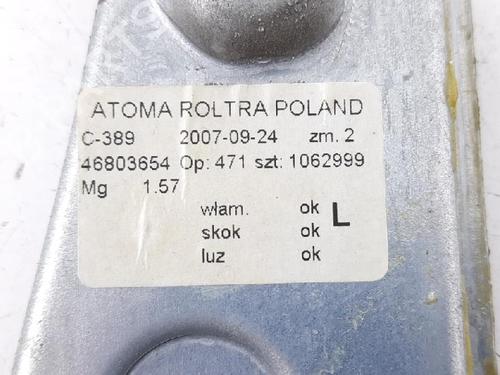 ATOMA ROLTRA POLAND
C-389 2007-09-24 zm. 2
46803654 Op: 471 szt: 1062999
Mg 1.57
włam. ok L
skok ok
luz ok